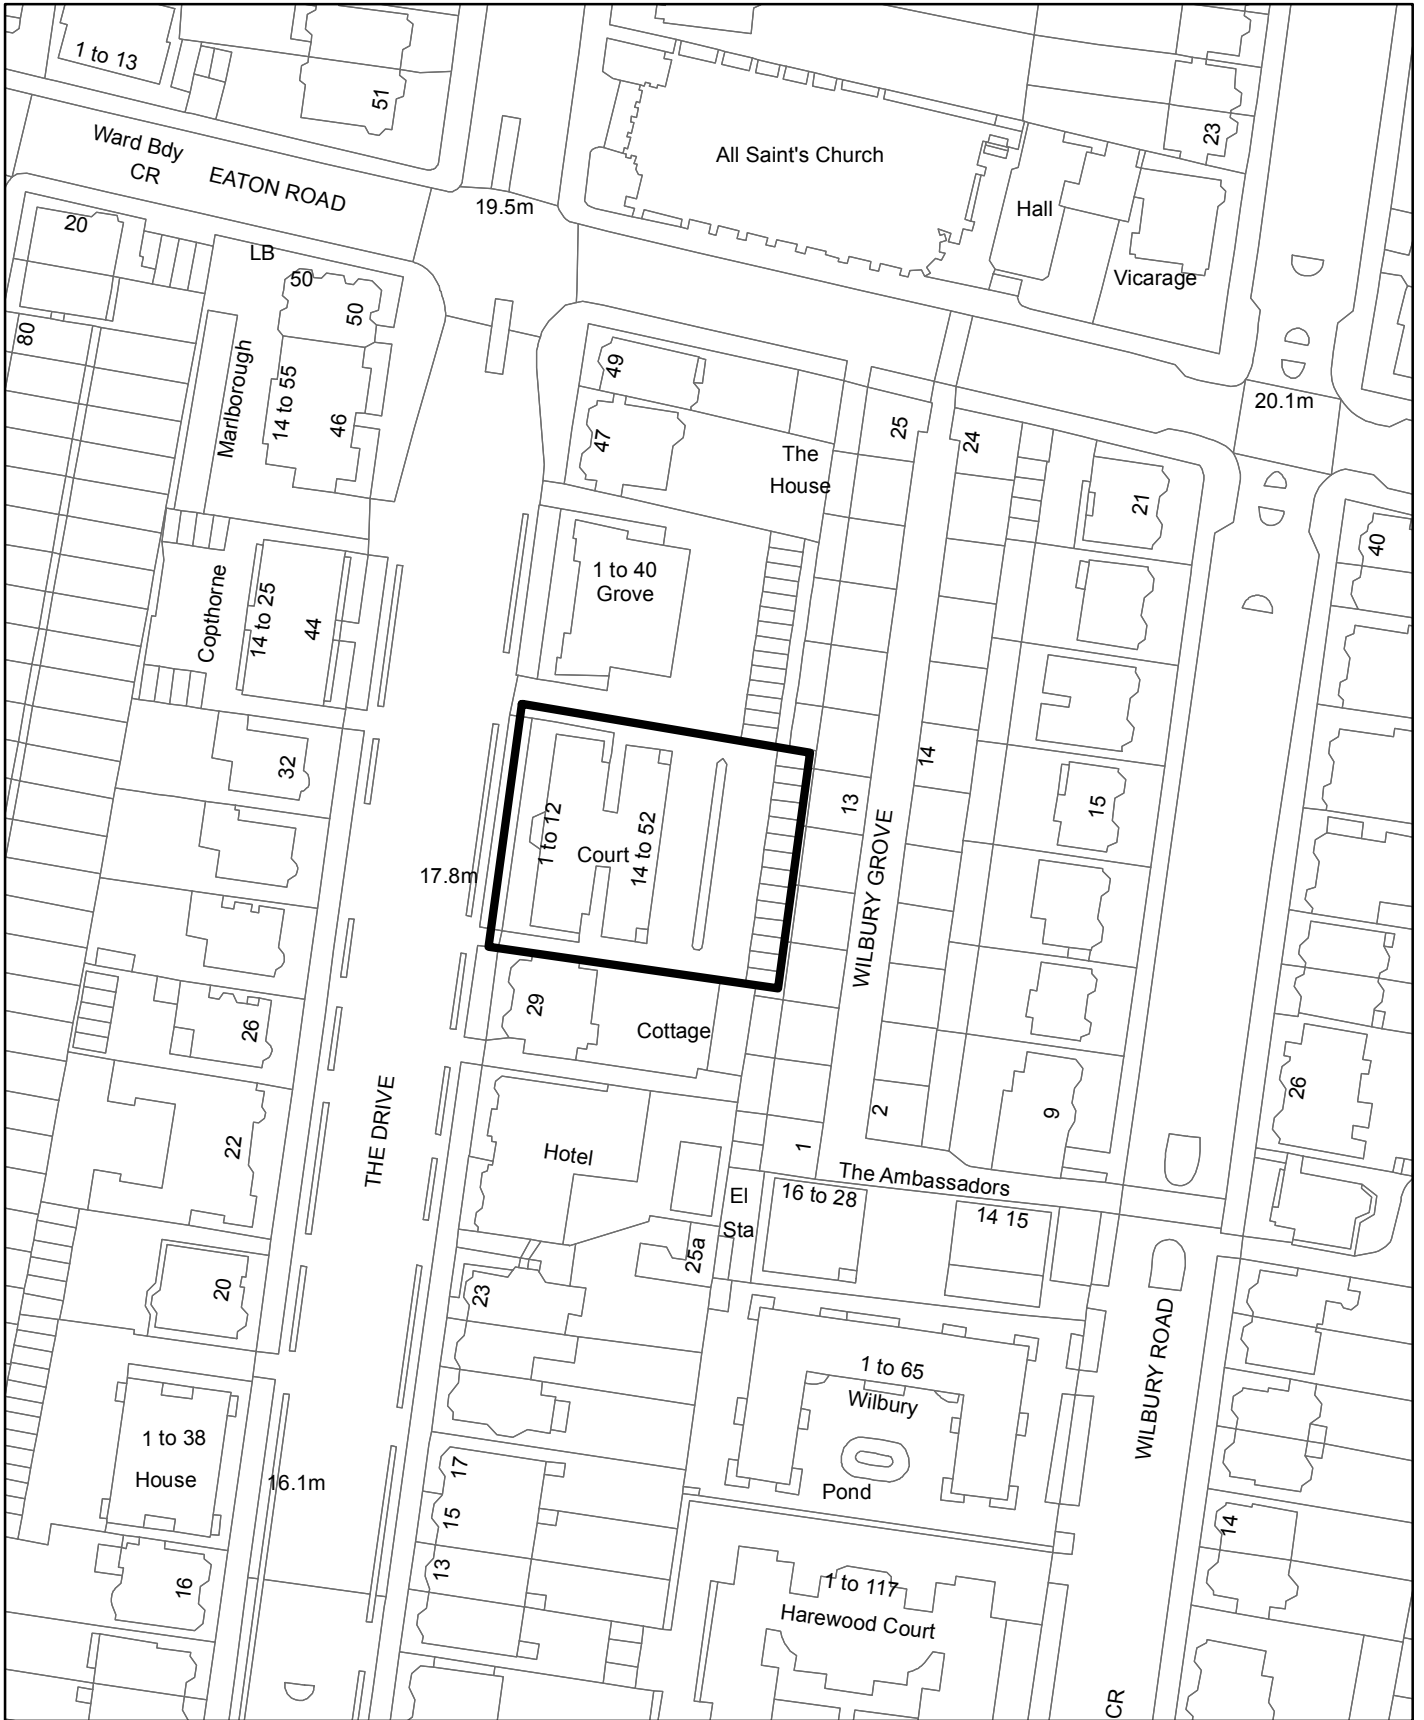 1 to 13
51
Ward Bdy
CR
EATON ROAD
19.5m
All Saint's Church
Hall
23
Vicarage
20
LB
50
50
80
Marlborough
14 to 55
46
49
47
The
House
25
24
20.1m
21
40
Copthorne
14 to 25
44
1 to 40
Grove
32
1 to 12
Court
14 to 52
17.8m
13
14
15
WILBURY GROVE
26
29
Cottage
22
THE DRIVE
Hotel
1
2
9
26
The Ambassadors
El
Sta
16 to 28
14 15
25a
20
23
1 to 65
Wilbury
Pond
WILBURY ROAD
1 to 38
House
16.1m
17
15
13
14
16
1 to 117
Harewood Court
CR